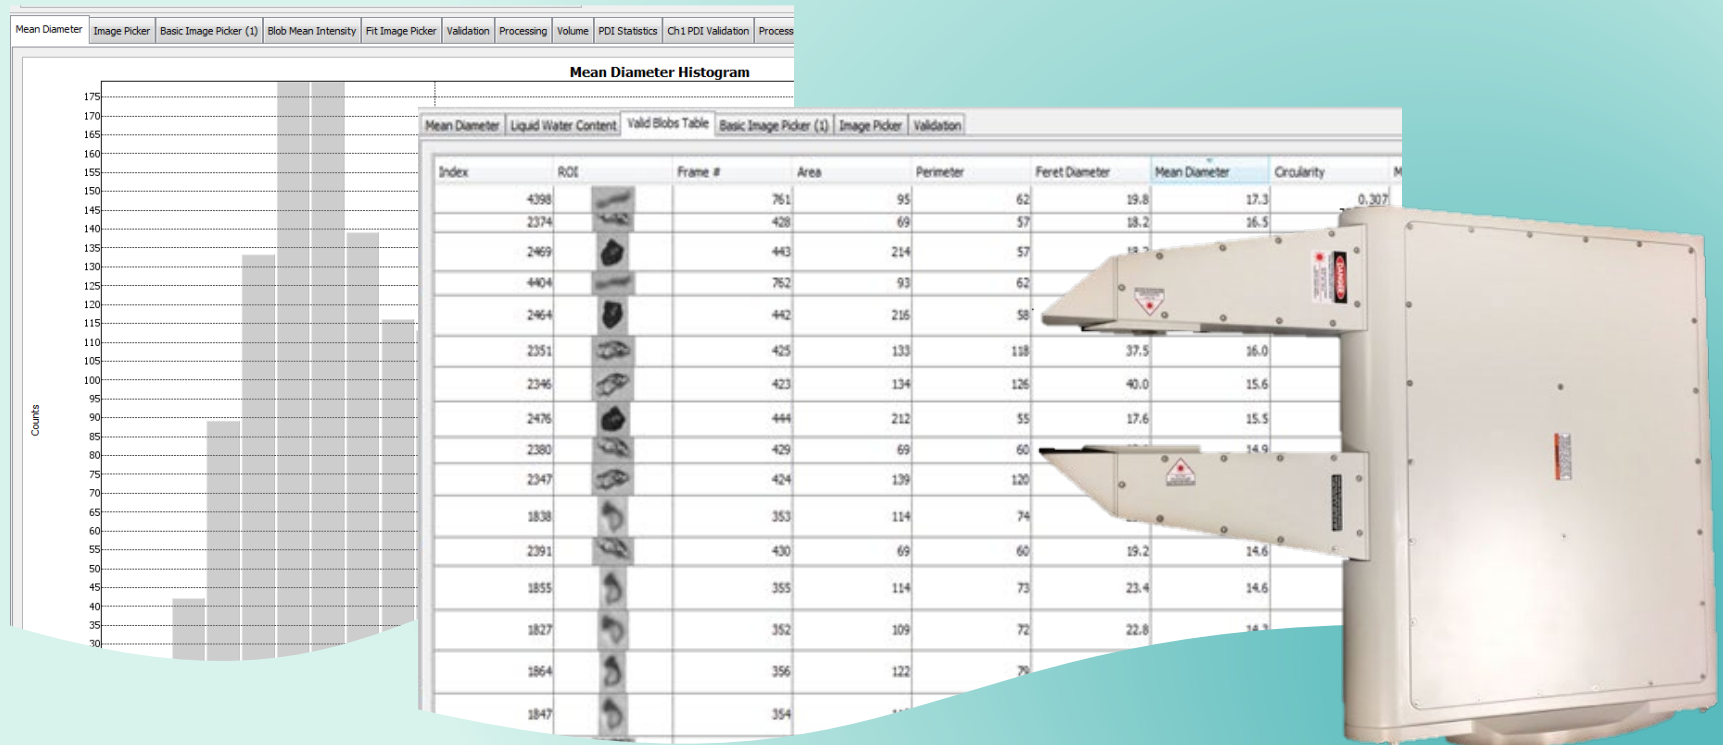 Mean Diameter Image Picker Basic Image Picker (1) Blob Mean Intensity Fit Image Picker Validation Processing Volume PDI Statistics Ch1 PDI Validation Process
Mean Diameter Histogram
175
170
165
160
155
150
145
140
135
130
125
120
115
110
105
100
95
90
85
80
75
70
65
60
55
50
45
40
35
30
Counts
Mean Diameter Liquid Water Content Valid Blobs Table Basic Image Picker (1) Image Picker Validation
Index ROI Frame # Area Perimeter Feret Diameter Mean Diameter Circularity M
4398 761 95 62 19.8 17.3 0.307
2374 428 69 57 18.2 16.5
2469 443 214 57
4404 762 93 62
2464 442 216 58
2351 425 133 118 37.5 16.0
2346 423 134 126 40.0 15.6
2476 444 212 55 17.6 15.5
2380 429 69 60 14.9
2347 424 139 120
1838 353 114 74
2391 430 69 60 19.2 14.6
1855 355 114 73 23.4 14.6
1827 352 109 72 22.8 14.3
1864 356 122 79
1847 354
DANGER